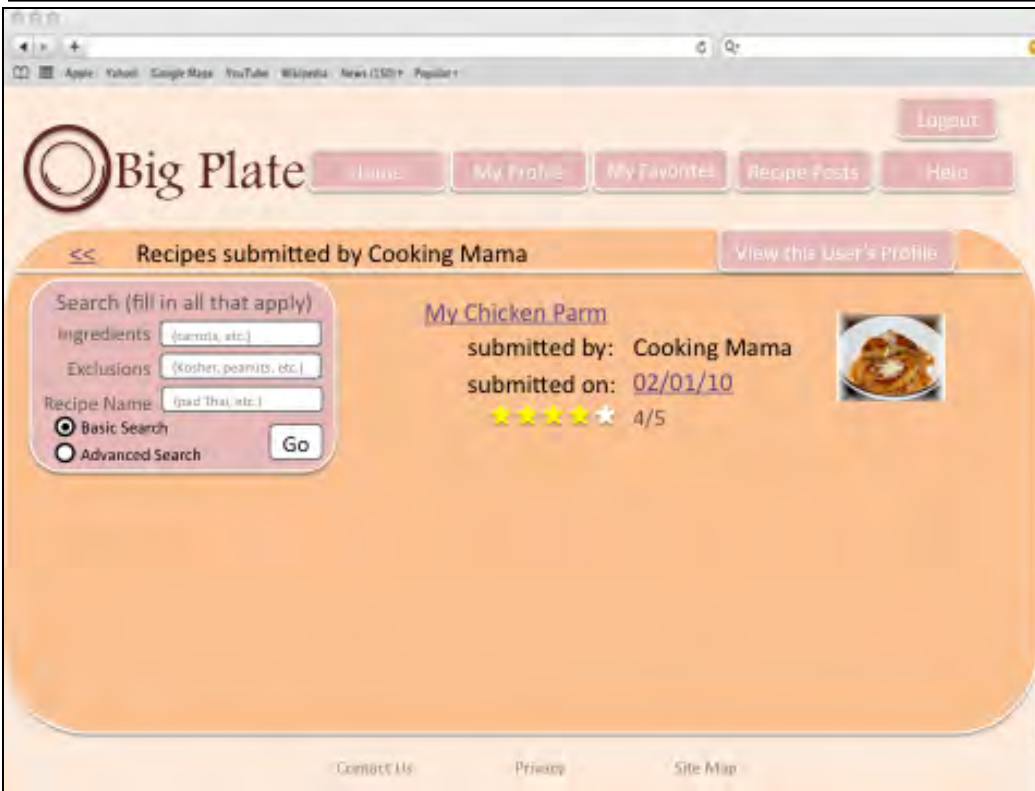 Apple Yahoo! Google Maps YouTube Wikipedia News (150) Popular
Logout
Big Plate
Home My Profile My Favorites Recipe Posts Help
<< Recipes submitted by Cooking Mama
View this User's Profile
Search (fill in all that apply)
Ingredients (carrots, etc.)
Exclusions (Kosher, peanuts, etc.)
Recipe Name (pad Thai, etc.)
Basic Search
Advanced Search
Go
My Chicken Parm
submitted by: Cooking Mama
submitted on: 02/01/10
4/5
Contact Us Privacy Site Map